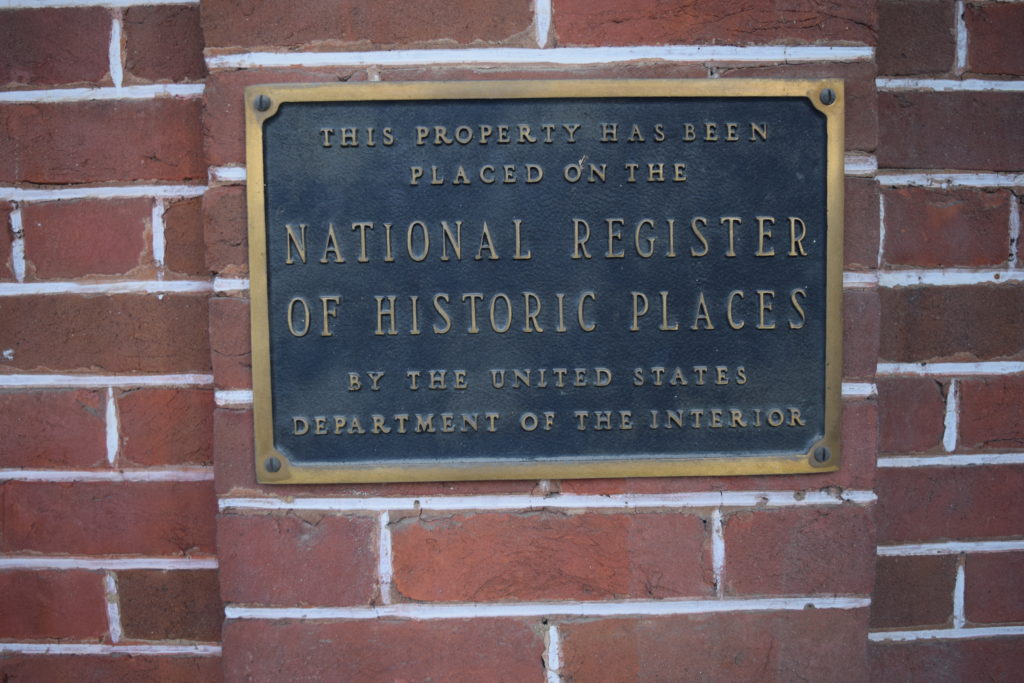 THIS PROPERTY HAS BEEN
PLACED ON THE
NATIONAL REGISTER
OF HISTORIC PLACES
BY THE UNITED STATES
DEPARTMENT OF THE INTERIOR